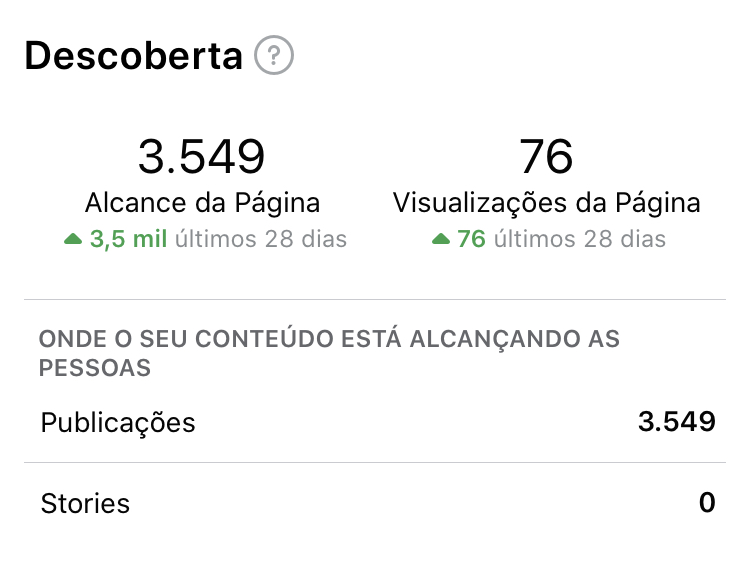 Descoberta ?
3.549
Alcance da Página
3,5 mil últimos 28 dias
76
Visualizações da Página
76 últimos 28 dias
ONDE O SEU CONTEÚDO ESTÁ ALCANÇANDO AS
PESSOAS
Publicações 3.549
Stories 0